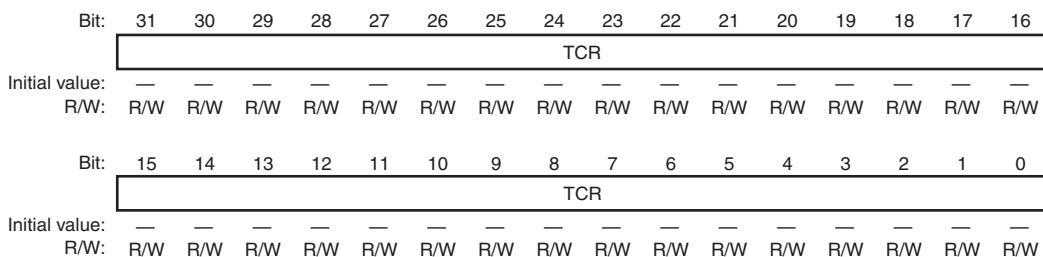 Bit: 31 30 29 28 27 26 25 24 23 22 21 20 19 18 17 16
TCR
Initial value: — — — — — — — — — — — — — — — —
R/W: R/W R/W R/W R/W R/W R/W R/W R/W R/W R/W R/W R/W R/W R/W R/W R/W
Bit: 15 14 13 12 11 10 9 8 7 6 5 4 3 2 1 0
TCR
Initial value: — — — — — — — — — — — — — — — —
R/W: R/W R/W R/W R/W R/W R/W R/W R/W R/W R/W R/W R/W R/W R/W R/W R/W